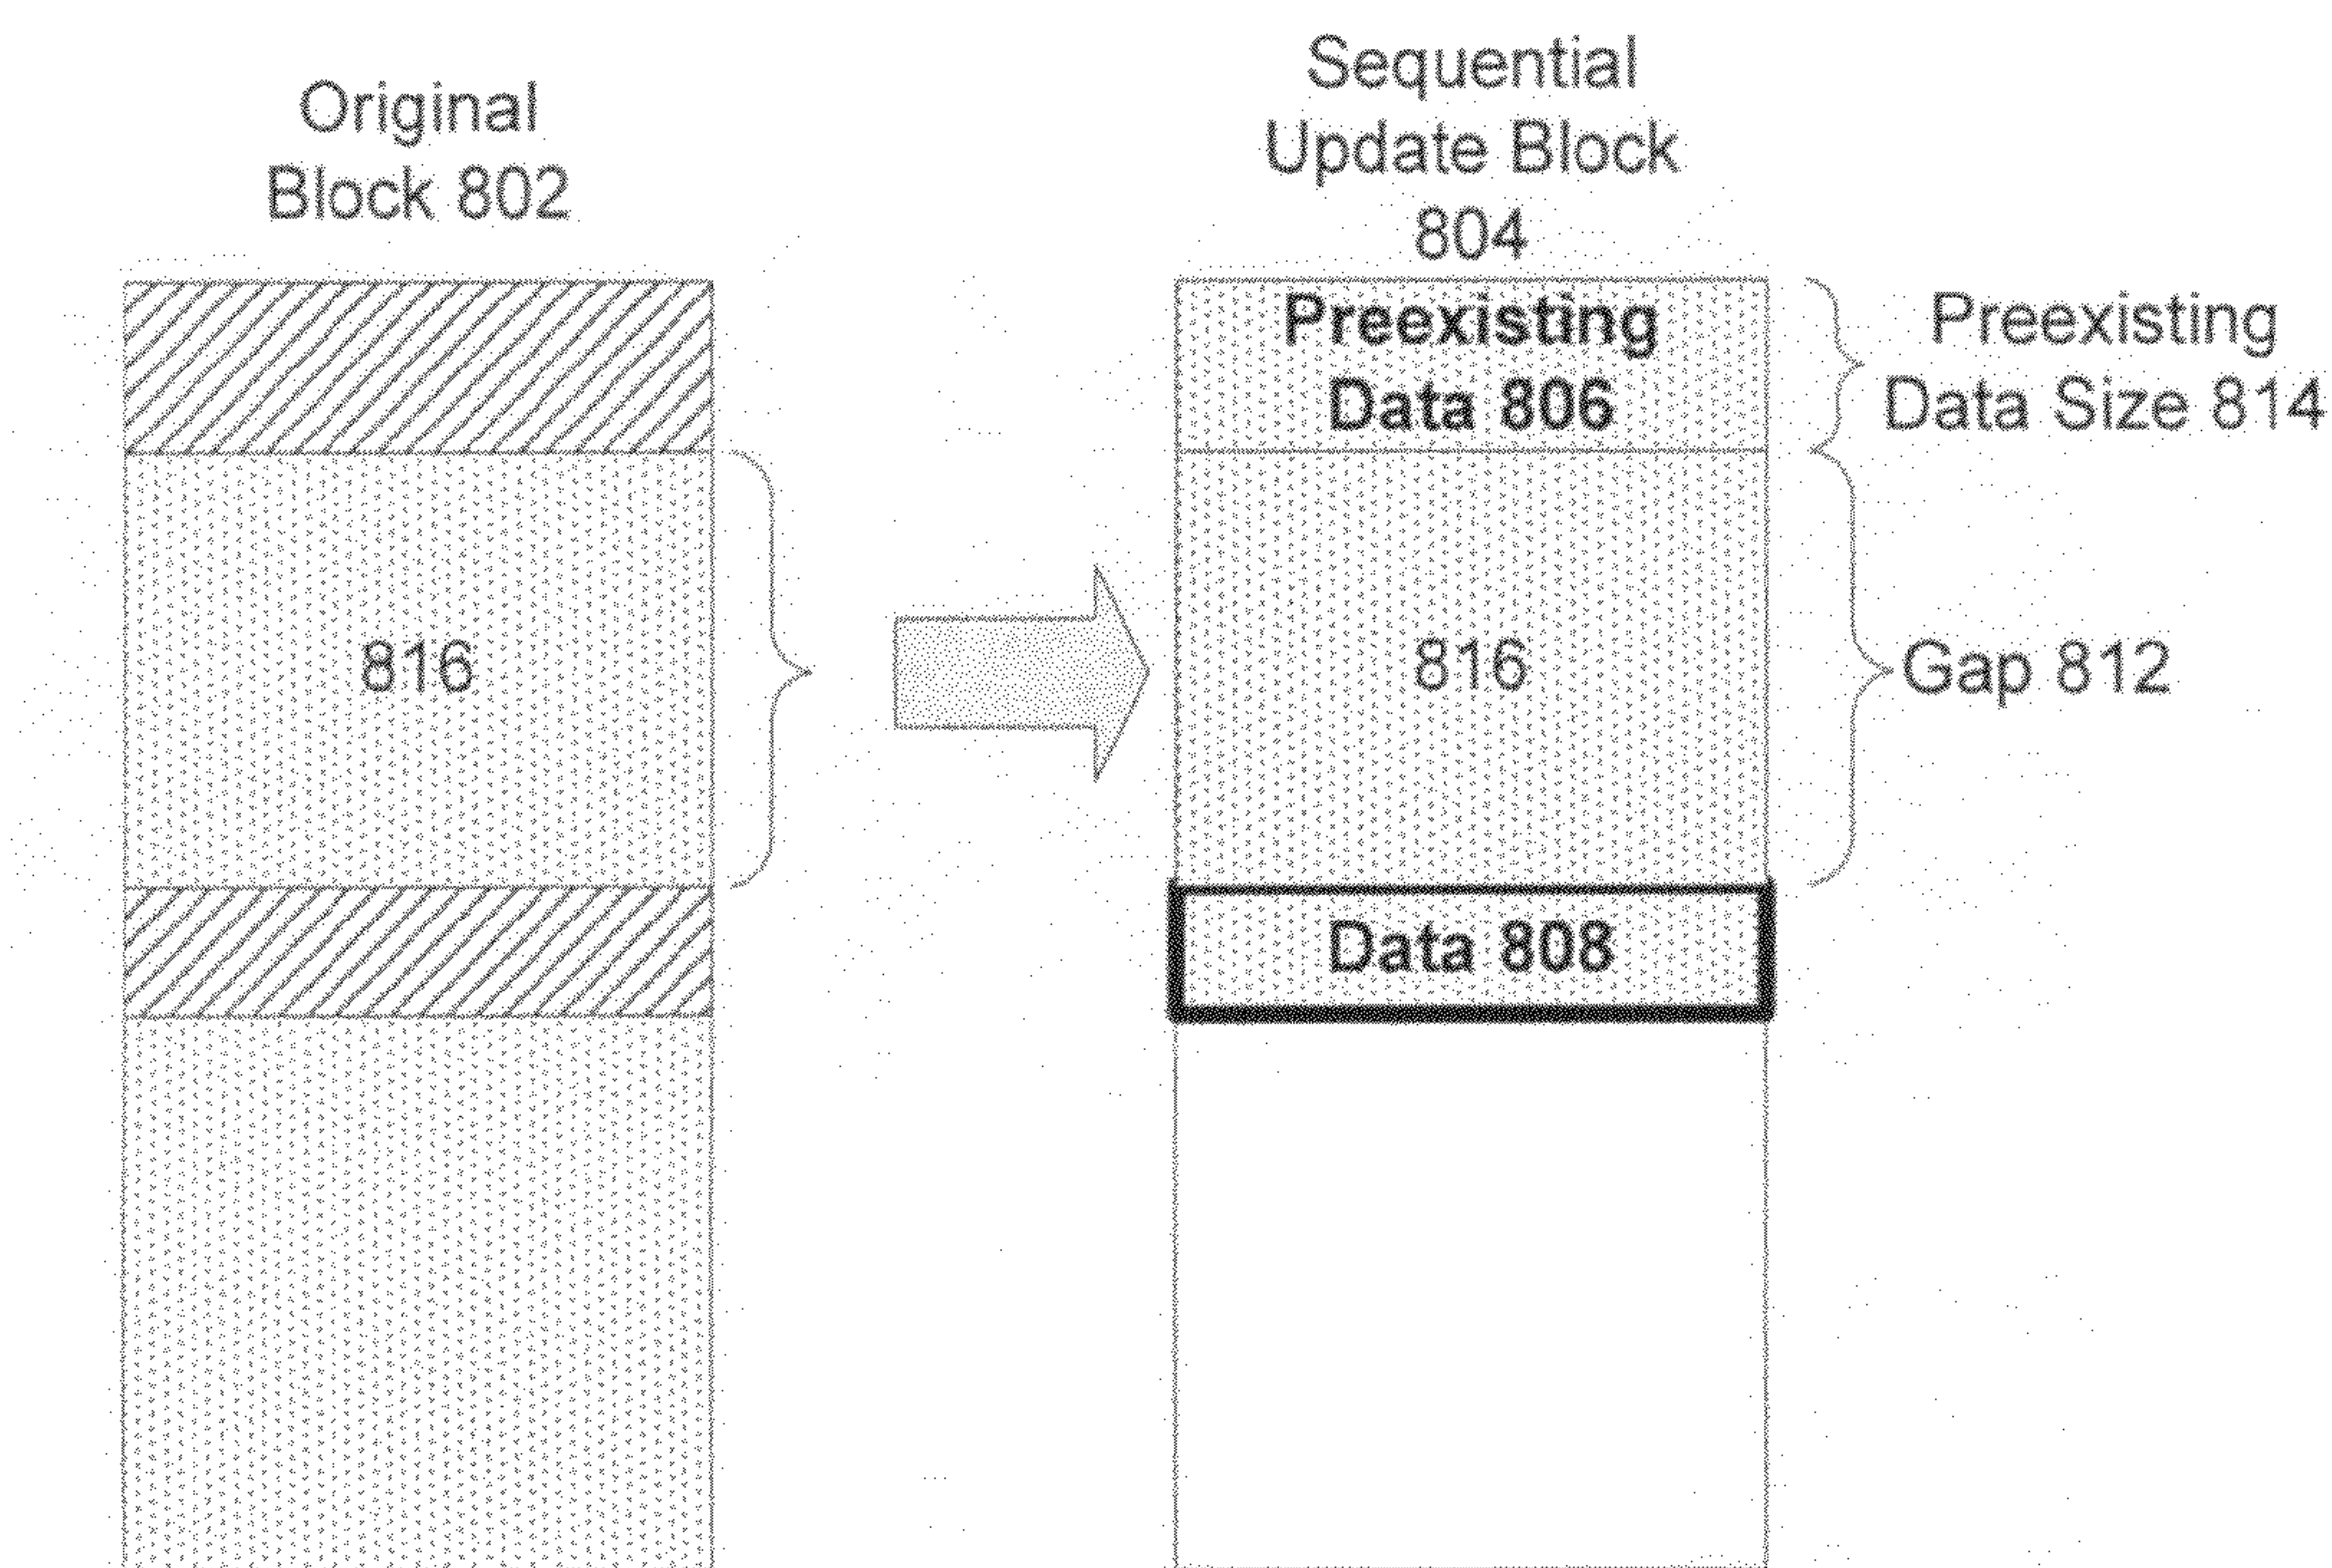 Original
Block 802
Sequential
Update Block
804
Preexisting
Data 806
Preexisting
Data Size 814
816
816
Gap 812
Data 808